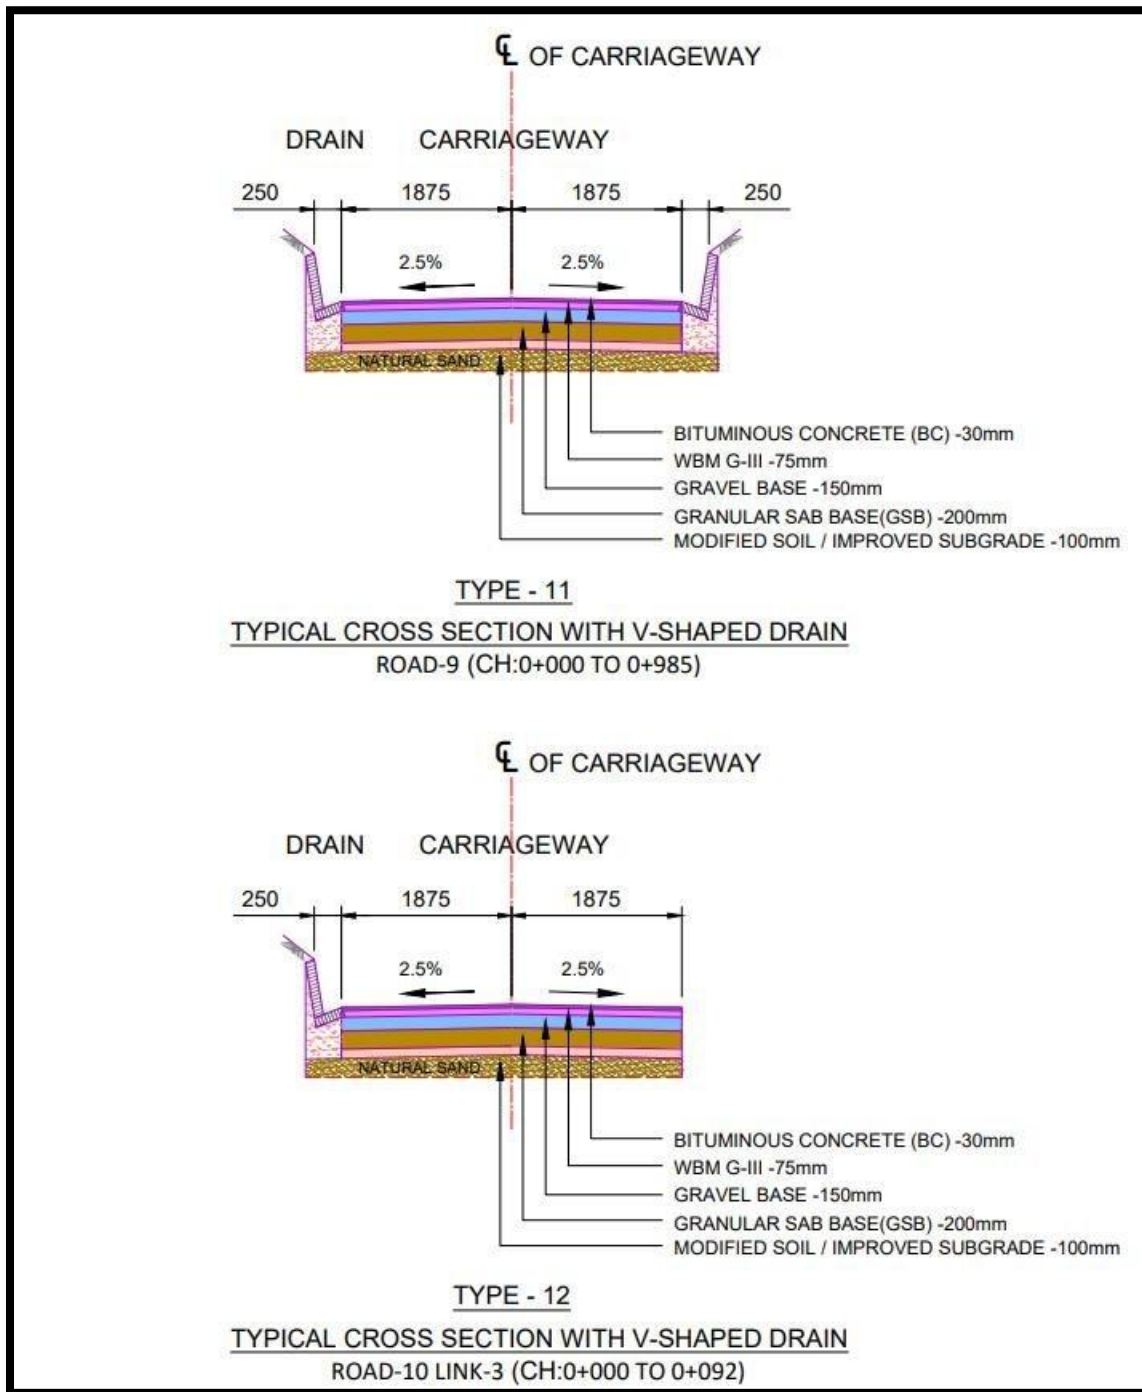 ℄ OF CARRIAGEWAY
DRAIN CARRIAGEWAY
250 1875 1875 250
2.5% 2.5%
NATURAL SAND
BITUMINOUS CONCRETE (BC) -30mm
WBM G-III -75mm
GRAVEL BASE -150mm
GRANULAR SAB BASE(GSB) -200mm
MODIFIED SOIL / IMPROVED SUBGRADE -100mm
TYPE - 11
TYPICAL CROSS SECTION WITH V-SHAPED DRAIN
ROAD-9 (CH:0+000 TO 0+985)
℄ OF CARRIAGEWAY
DRAIN CARRIAGEWAY
250 1875 1875
2.5% 2.5%
NATURAL SAND
BITUMINOUS CONCRETE (BC) -30mm
WBM G-III -75mm
GRAVEL BASE -150mm
GRANULAR SAB BASE(GSB) -200mm
MODIFIED SOIL / IMPROVED SUBGRADE -100mm
TYPE - 12
TYPICAL CROSS SECTION WITH V-SHAPED DRAIN
ROAD-10 LINK-3 (CH:0+000 TO 0+092)